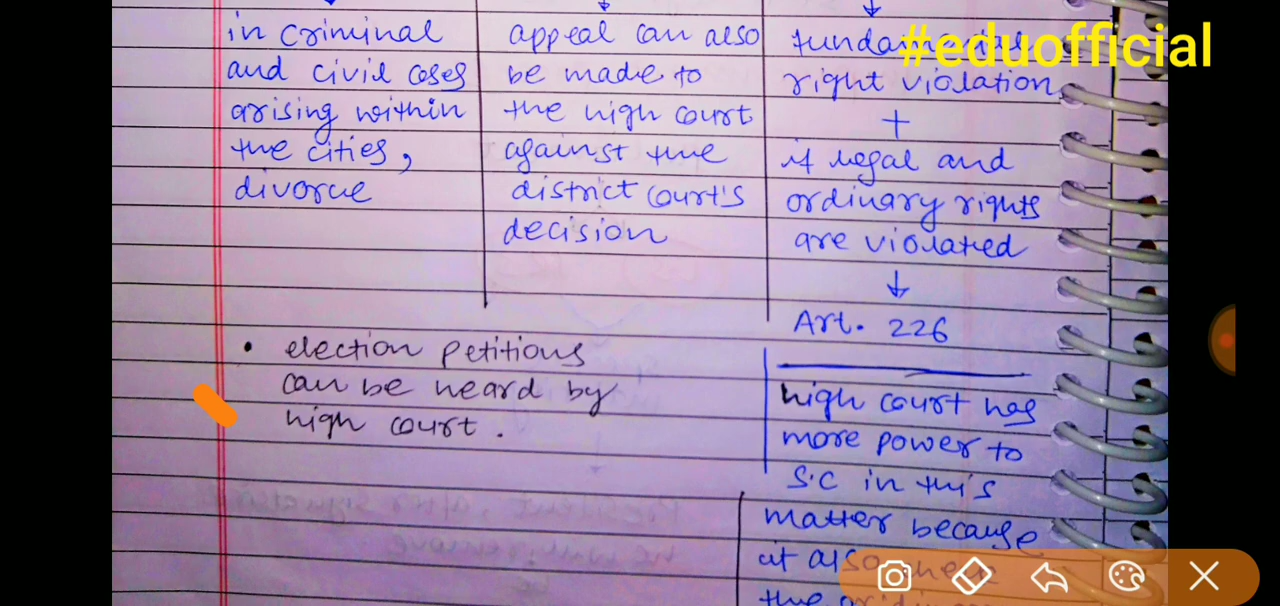 #eduofficial
in criminal
and civil cases
arising within
the cities,
divorce
appeal can also
be made to
the high court
against the
district court's
decision
right violation
+
if legal and
ordinary rights
are violated
Art. 226
• election petitions
can be heard by
high court.
high court has
more power to
S.C in this
matter because
it also
the